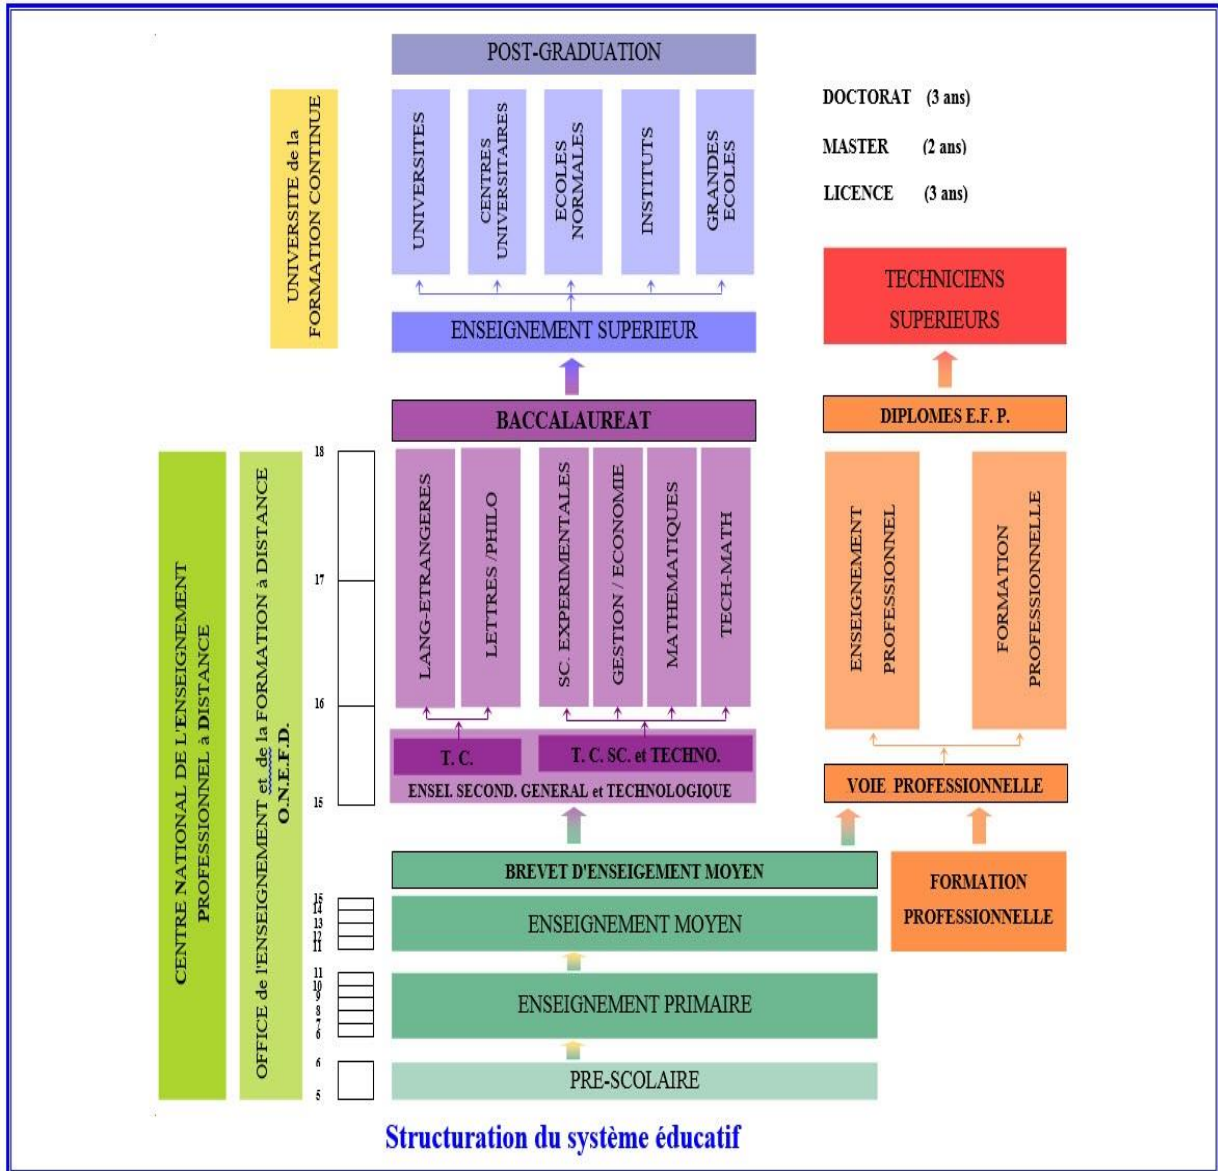 POST-GRADUATION
UNIVERSITE de la
FORMATION CONTINUE
UNIVERSITES
CENTRES
UNIVERSITAIRES
ECOLES
NORMALES
INSTITUTS
GRANDES
ECOLES
DOCTORAT (3 ans)
MASTER (2 ans)
LICENCE (3 ans)
TECHNICIENS
SUPERIEURS
ENSEIGNEMENT SUPERIEUR
BACCALAUREAT
DIPLOMES E.F. P.
CENTRE NATIONAL DE L'ENSEIGNEMENT
PROFESSIONNEL à DISTANCE
OFFICE de l'ENSEIGNEMENT et de la FORMATION à DISTANCE
O.N.E.F.D.
18
17
16
15
LANG-ETRANGERES
LETTRES /PHILO
SC. EXPERIMENTALES
GESTION / ECONOMIE
MATHEMATIQUES
TECH-MATH
ENSEIGNEMENT
PROFESSIONNEL
FORMATION
PROFESSIONNELLE
T. C.
T. C. SC. et TECHNO.
ENSEI. SECOND. GENERAL et TECHNOLOGIQUE
VOIE PROFESSIONNELLE
BREVET D'ENSEIGEMENT MOYEN
FORMATION
PROFESSIONNELLE
15
14
13
12
11
ENSEIGNEMENT MOYEN
11
10
9
8
7
6
ENSEIGNEMENT PRIMAIRE
6
5
PRE-SCOLAIRE
Structuration du système éducatif